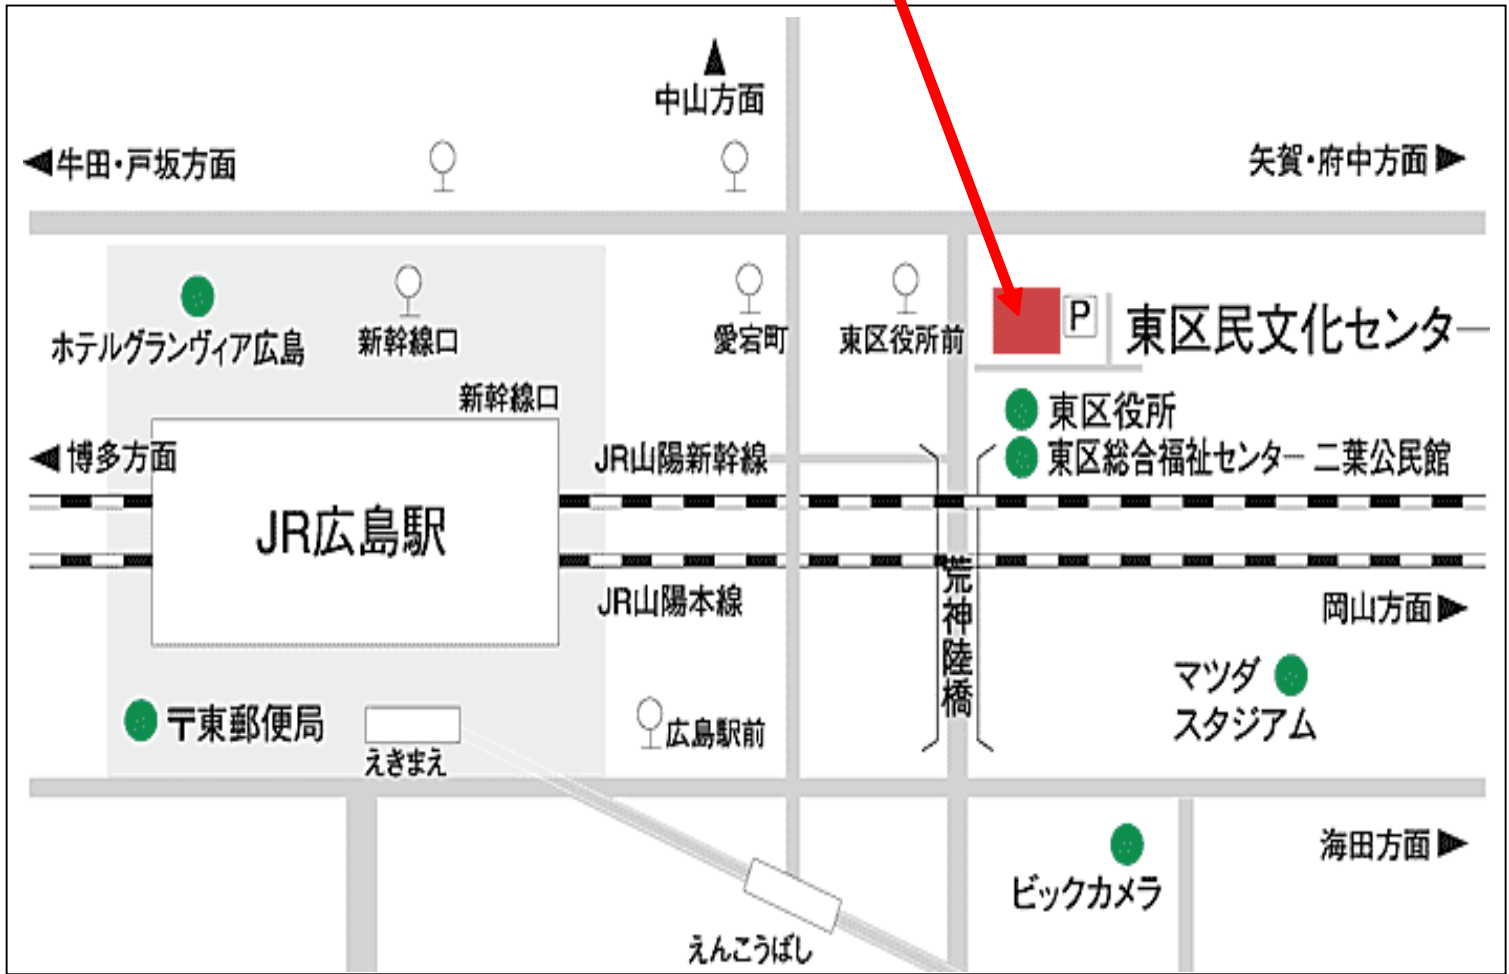 中山方面
牛田・戸坂方面
矢賀・府中方面
ホテルグランヴィア広島
新幹線口
愛宕町
東区役所前
P
東区民文化センター
新幹線口
東区役所
博多方面
JR山陽新幹線
東区総合福祉センター 二葉公民館
JR広島駅
荒神陸橋
JR山陽本線
岡山方面
マツダ
スタジアム
〒東郵便局
広島駅前
えきまえ
海田方面
ビックカメラ
えんこうばし